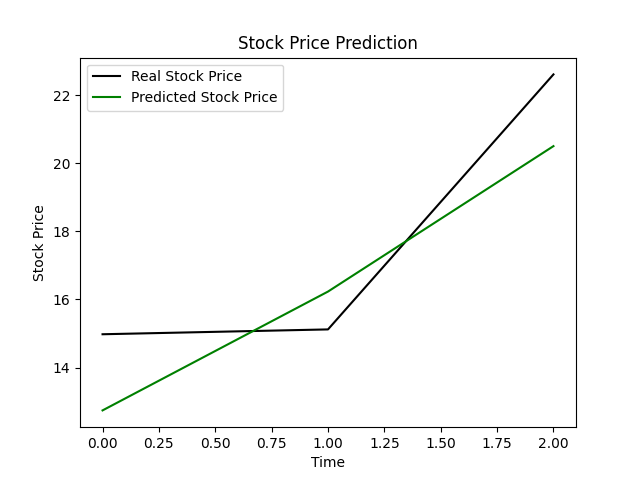 Stock Price Prediction
Real Stock Price
Predicted Stock Price
Stock Price
22
20
18
16
14
0.00 0.25 0.50 0.75 1.00 1.25 1.50 1.75 2.00
Time